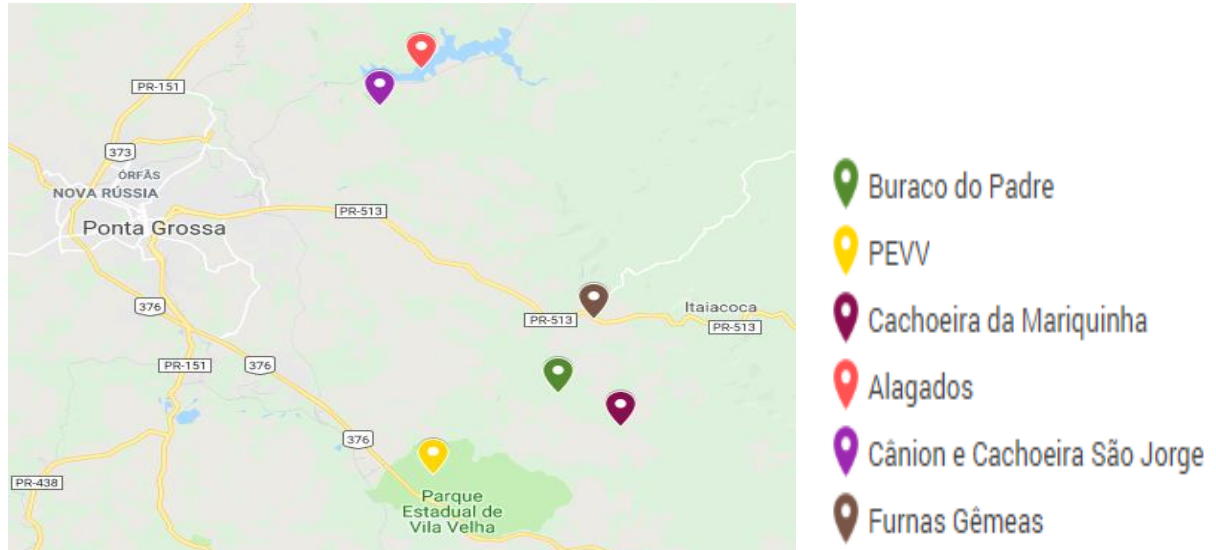 PR-151
373
ÓRFÃS
NOVA RÚSSIA
Ponta Grossa
PR-513
376
Itaiacoca
PR-513
PR-513
PR-151
376
376
PR-438
Parque
Estadual de
Vila Velha
Buraco do Padre
PEVV
Cachoeira da Mariquinha
Alagados
Cânion e Cachoeira São Jorge
Furnas Gêmeas